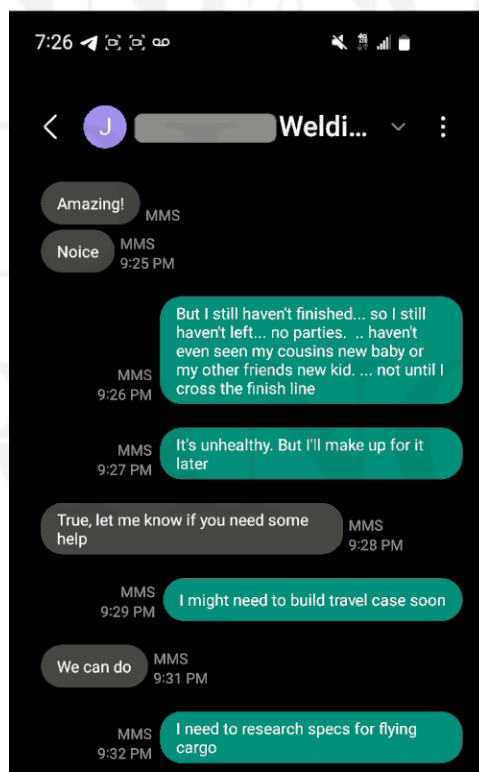 7:26
J Weldi...
Amazing!
MMS
Noice
MMS
9:25 PM
But I still haven't finished... so I still
haven't left... no parties. .. haven't
even seen my cousins new baby or
my other friends new kid. ... not until I
cross the finish line
MMS
9:26 PM
It's unhealthy. But I'll make up for it
later
MMS
9:27 PM
True, let me know if you need some
help
MMS
9:28 PM
I might need to build travel case soon
MMS
9:29 PM
We can do
MMS
9:31 PM
I need to research specs for flying
cargo
MMS
9:32 PM